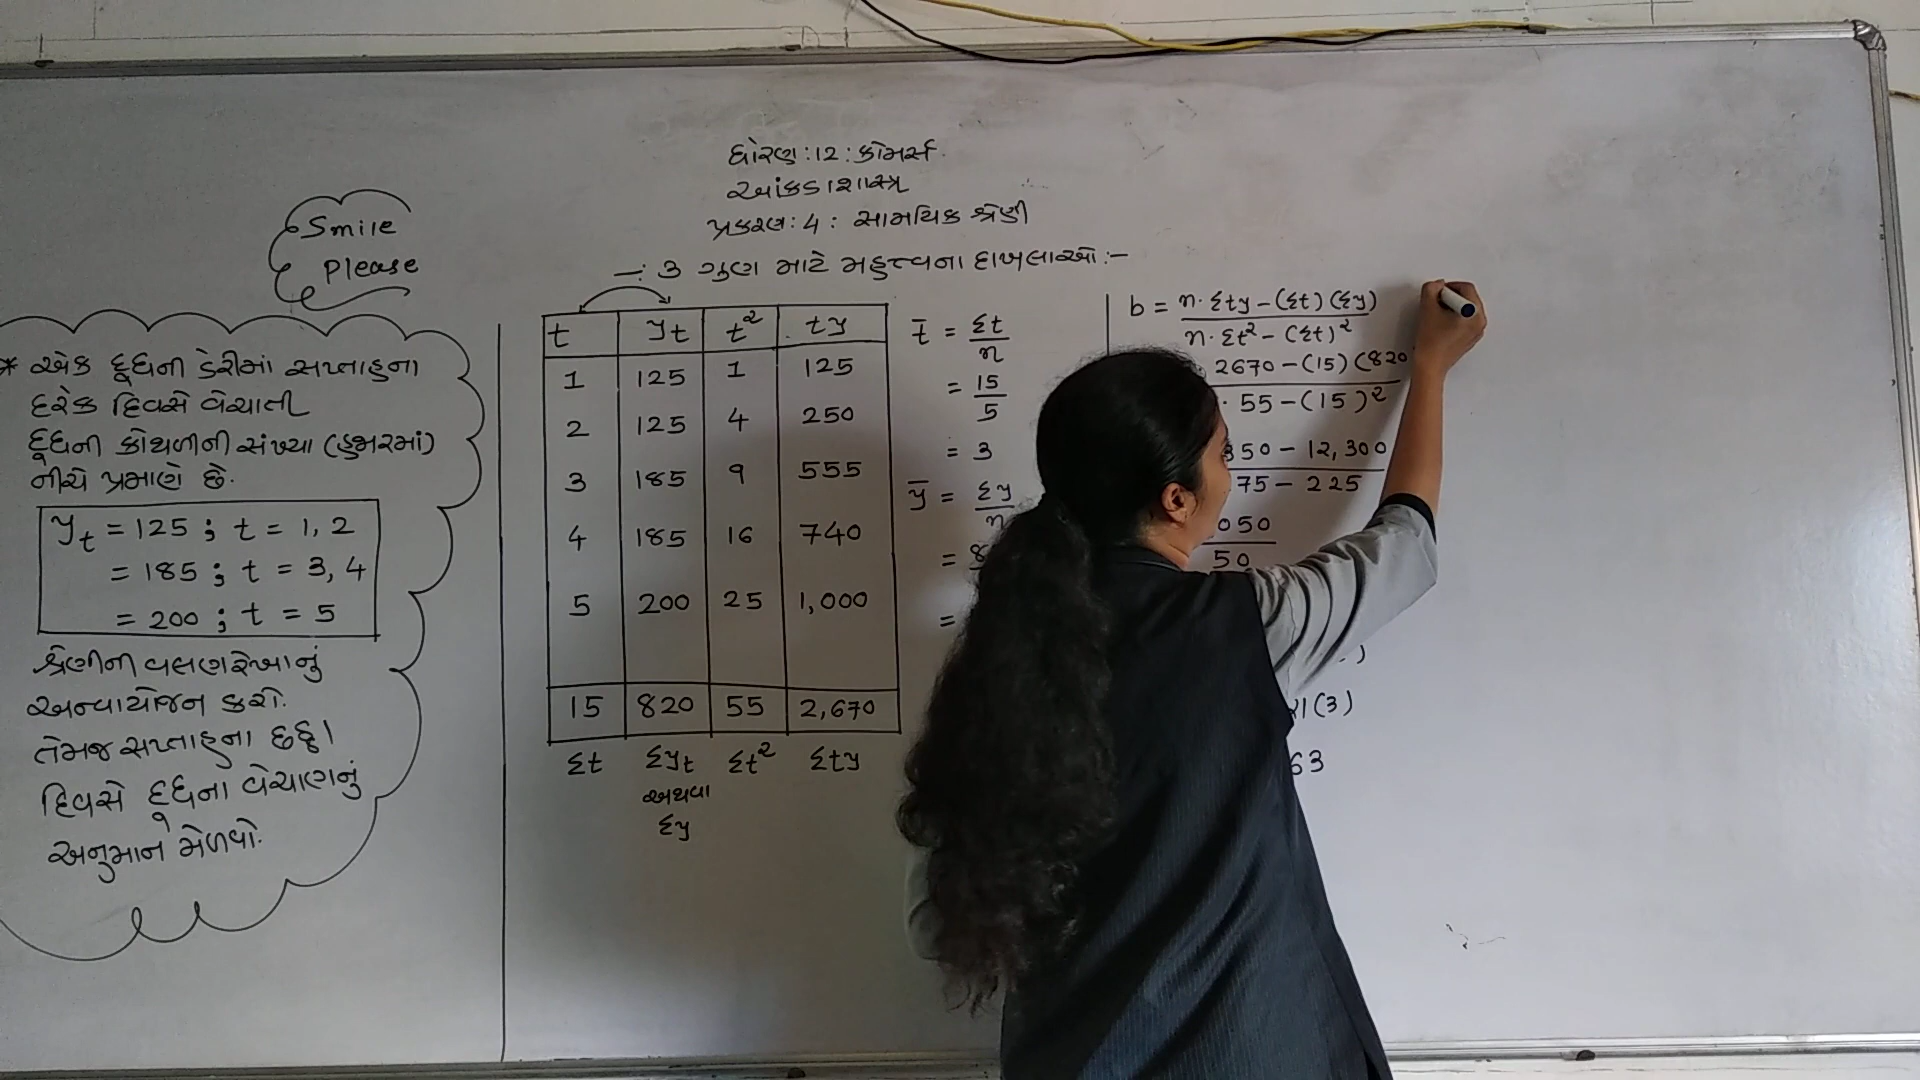 ધોરણ:12: કોમર્સ.
આંકડાશાસ્ત્ર
પ્રકરણ: 4 : સામયિક શ્રેણી
-: 3 ગુણ માટે મહત્ત્વના દાખલાઓ:-
Smile
please
* એક દૂધની ડેરીમાં સપ્તાહના
દરેક દિવસે વેચાતી
દૂધની કોથળીની સંખ્યા (હજારમાં)
નીચે પ્રમાણે છે.
yt = 125 ; t = 1, 2
= 185 ; t = 3, 4
= 200 ; t = 5
શ્રેણીની વલણરેખાનું
અન્વાયોજન કરો.
તેમજ સપ્તાહના છઠ્ઠા
દિવસે દૂધના વેચાણનું
અનુમાન મેળવો.
t yt t² ty
1 125 1 125
2 125 4 250
3 185 9 555
4 185 16 740
5 200 25 1,000
15 820 55 2,670
Σt Σyt Σt² Σty
અથવા
Σy
t̄ = Σt
n
= 15
5
= 3
ȳ = Σy
n
= 8
=
b = n·Σty - (Σt)(Σy)
n·Σt² - (Σt)²
2670 - (15)(820
· 55 - (15)²
350 - 12,300
75 - 225
050
50
(3)
63